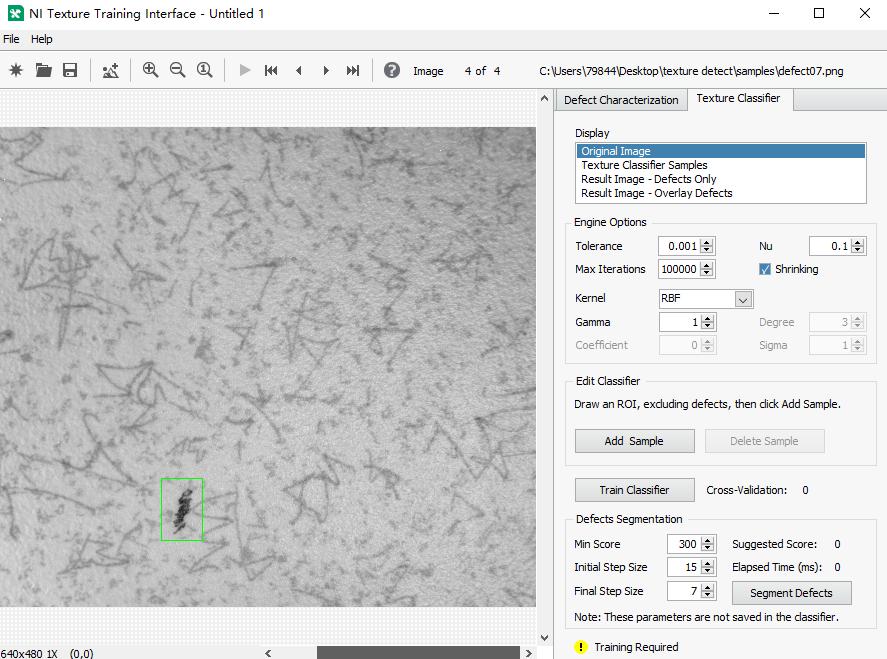 NI Texture Training Interface - Untitled 1
File Help
Image 4 of 4 C:\Users\79844\Desktop\texture detect\samples\defect07.png
Defect Characterization Texture Classifier
Display
Original Image
Texture Classifier Samples
Result Image - Defects Only
Result Image - Overlay Defects
Engine Options
Tolerance 0.001 Nu 0.1
Max Iterations 100000 Shrinking
Kernel RBF
Gamma 1 Degree 3
Coefficient 0 Sigma 1
Edit Classifier
Draw an ROI, excluding defects, then click Add Sample.
Add Sample Delete Sample
Train Classifier Cross-Validation: 0
Defects Segmentation
Min Score 300 Suggested Score: 0
Initial Step Size 15 Elapsed Time (ms): 0
Final Step Size 7 Segment Defects
Note: These parameters are not saved in the classifier.
Training Required
640x480 1X (0,0)